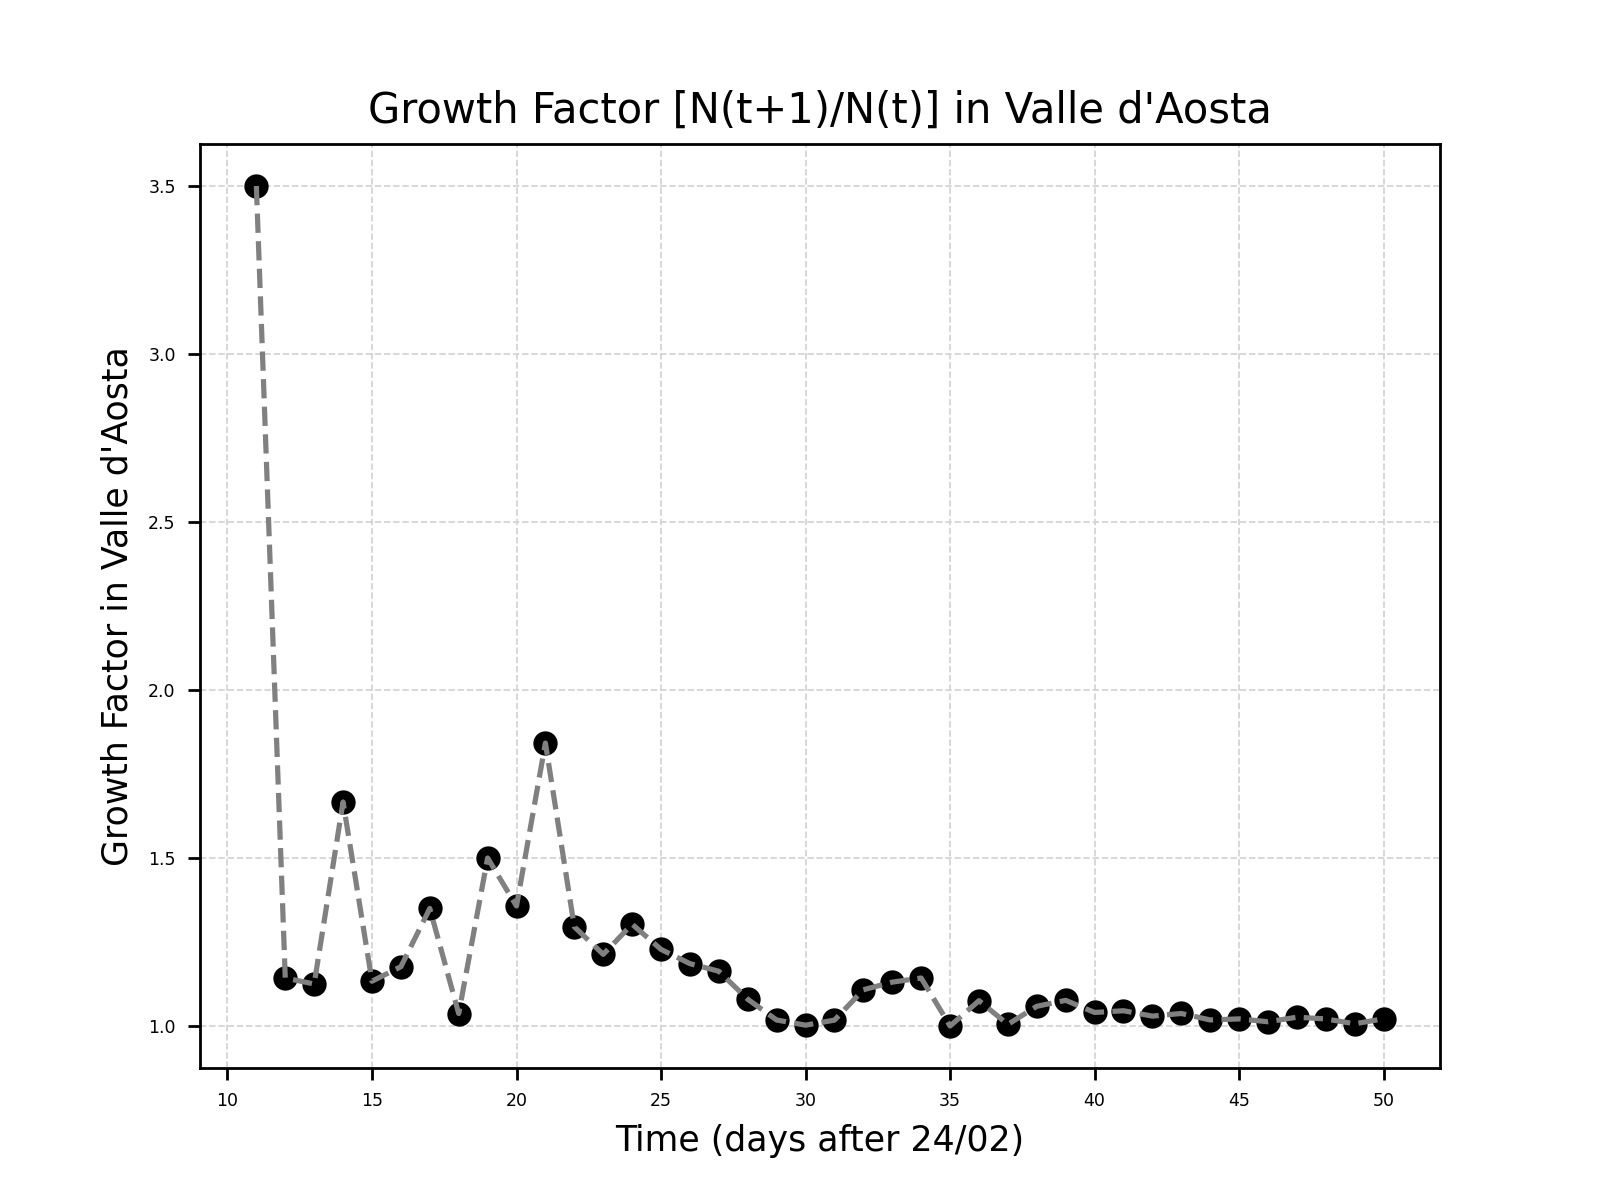 Growth Factor [N(t+1)/N(t)] in Valle d'Aosta
Growth Factor in Valle d'Aosta
3.5
3.0
2.5
2.0
1.5
1.0
10 15 20 25 30 35 40 45 50
Time (days after 24/02)